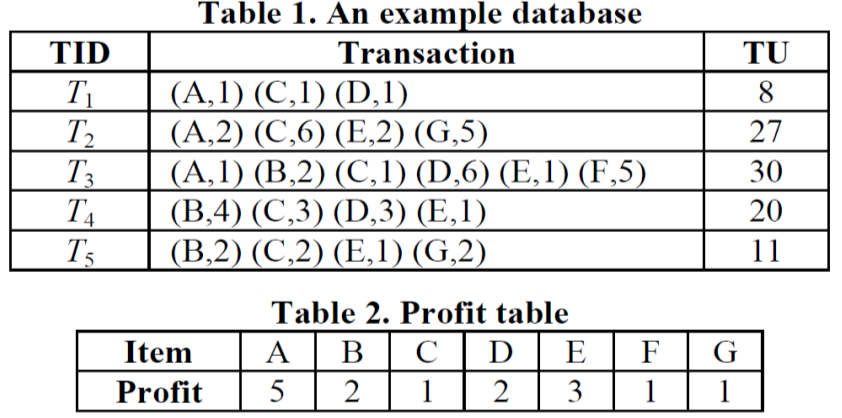 Table 1. An example database
TID Transaction TU
T1 (A,1) (C,1) (D,1) 8
T2 (A,2) (C,6) (E,2) (G,5) 27
T3 (A,1) (B,2) (C,1) (D,6) (E,1) (F,5) 30
T4 (B,4) (C,3) (D,3) (E,1) 20
T5 (B,2) (C,2) (E,1) (G,2) 11
Table 2. Profit table
Item A B C D E F G
Profit 5 2 1 2 3 1 1